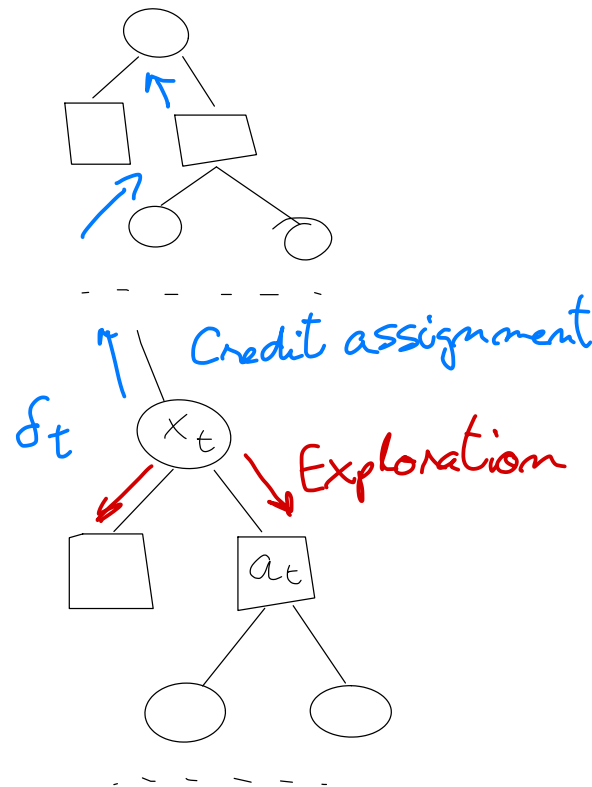 Credit assignment
δt
xt
Exploration
at